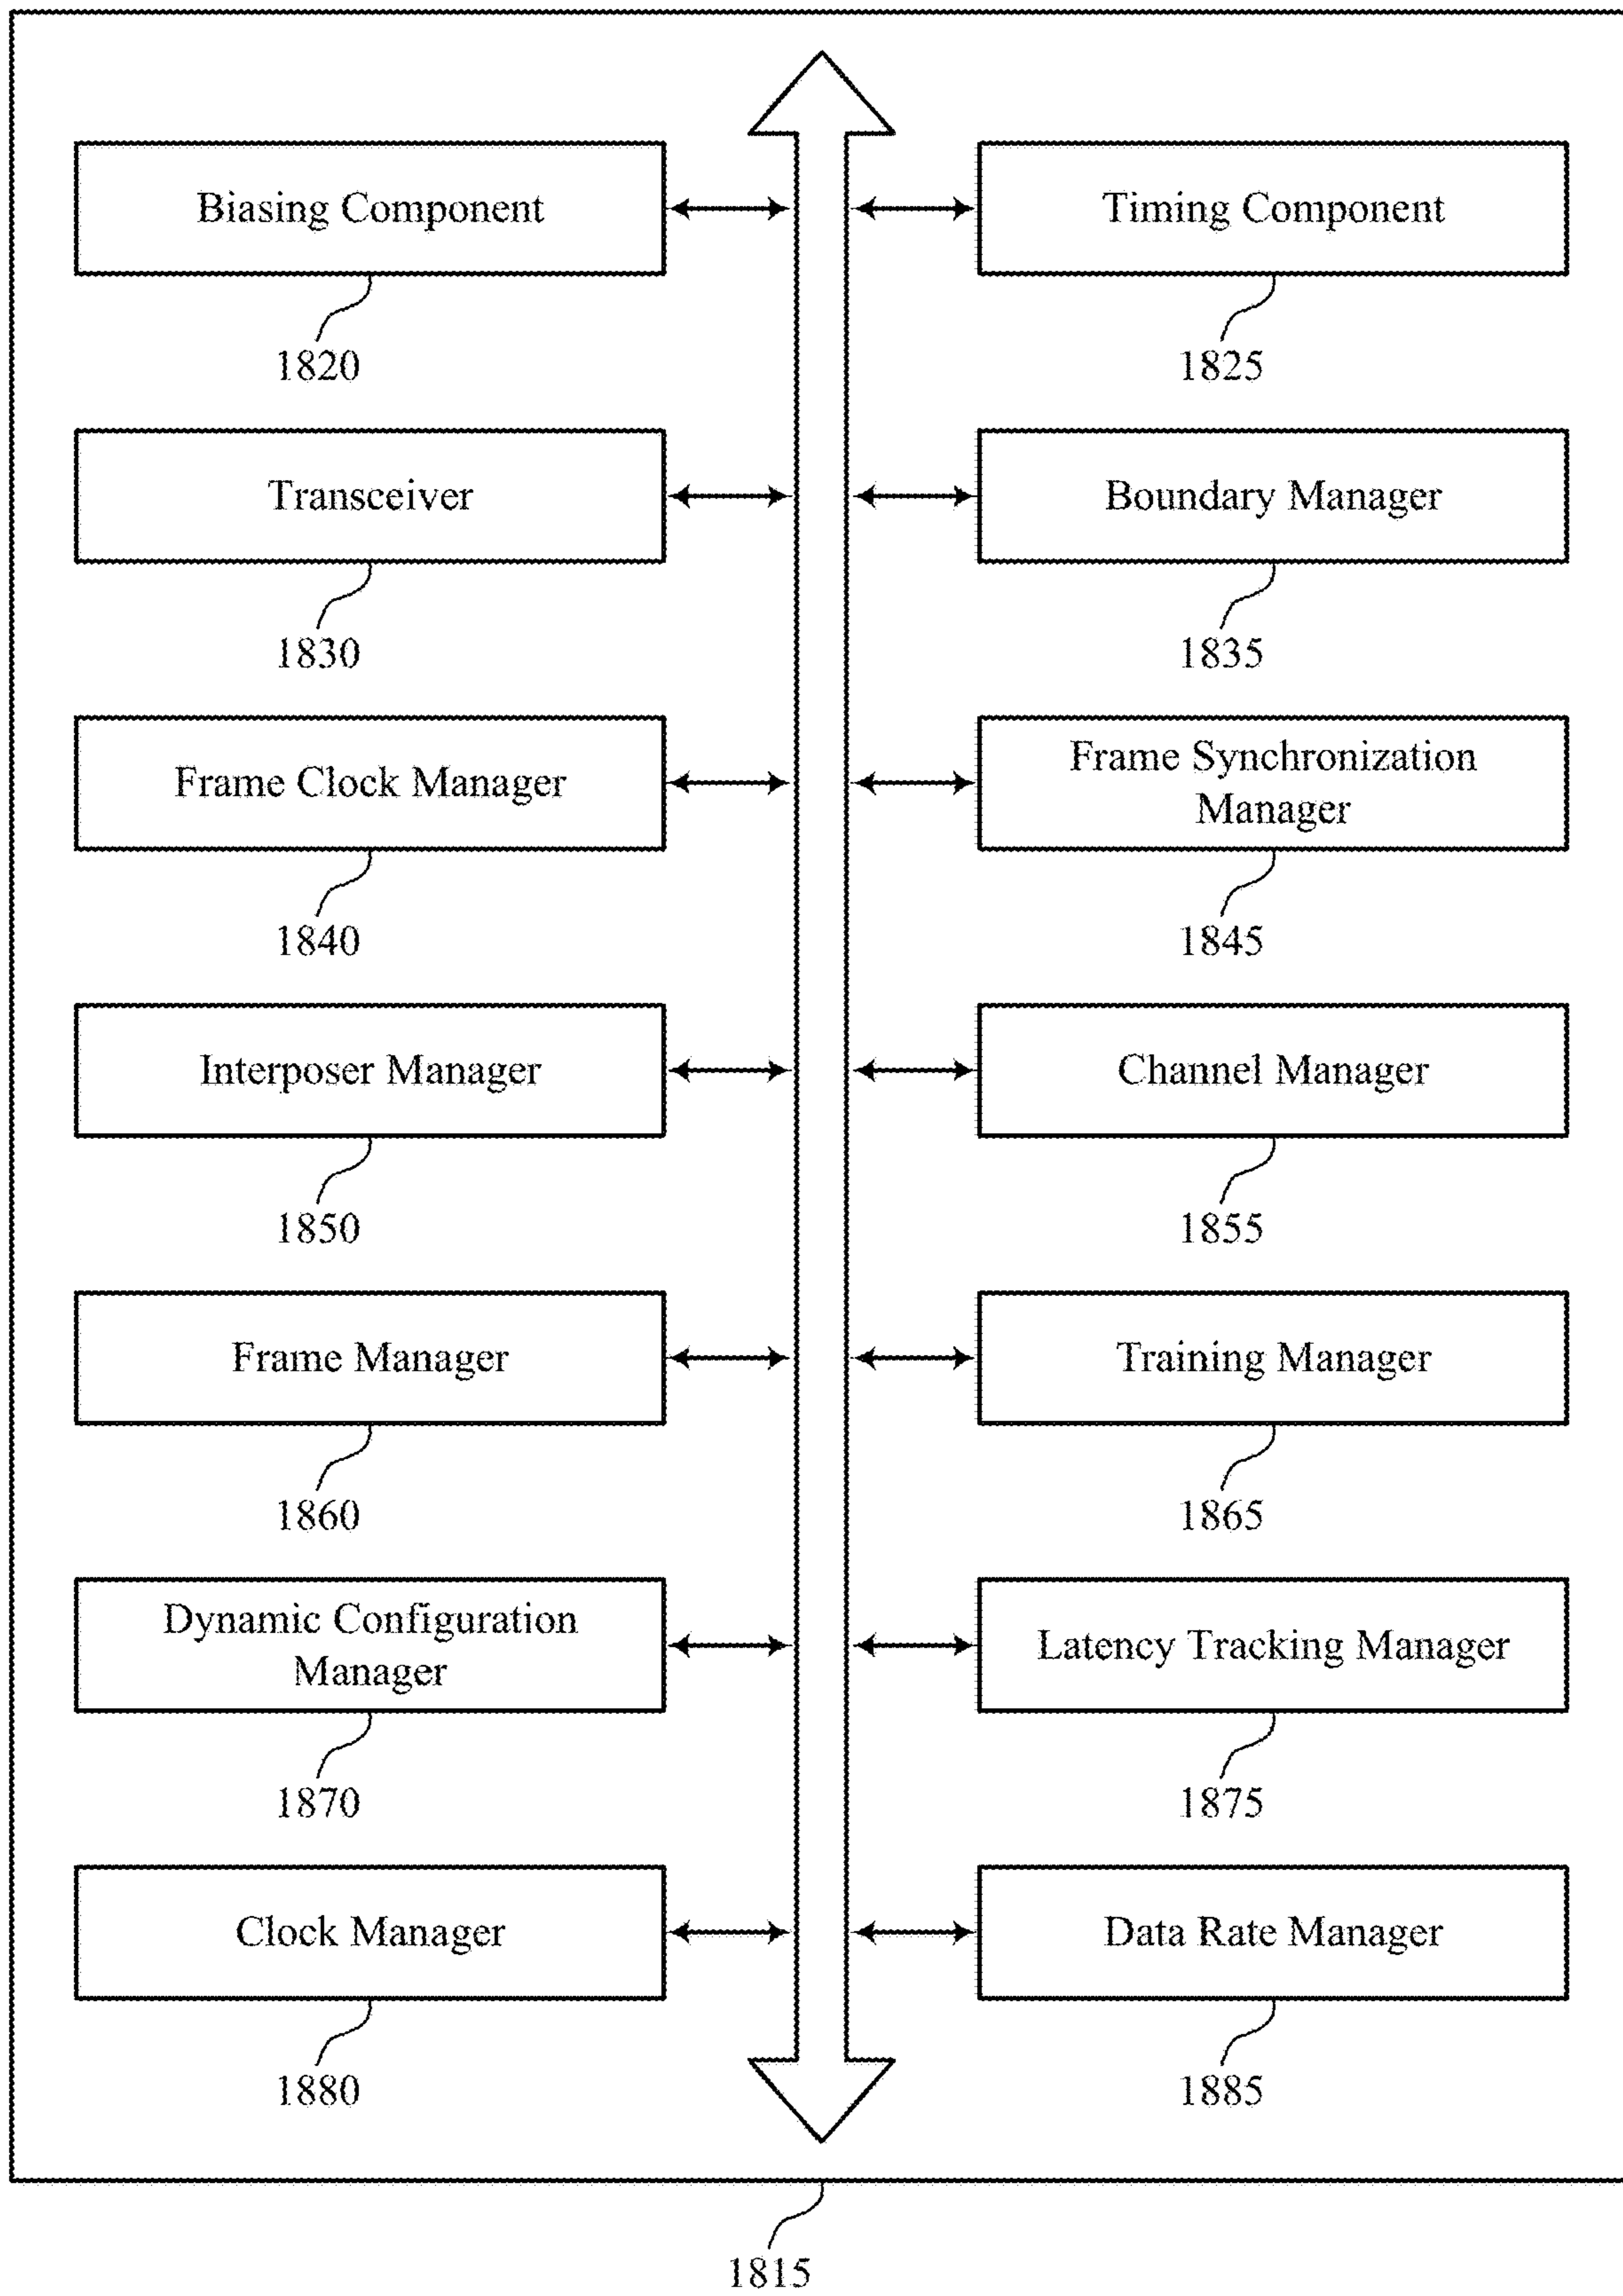 Biasing Component
Timing Component
1820
1825
Transceiver
Boundary Manager
1830
1835
Frame Clock Manager
Frame Synchronization
Manager
1840
1845
Interposer Manager
Channel Manager
1850
1855
Frame Manager
Training Manager
1860
1865
Dynamic Configuration
Manager
Latency Tracking Manager
1870
1875
Clock Manager
Data Rate Manager
1880
1885
1815